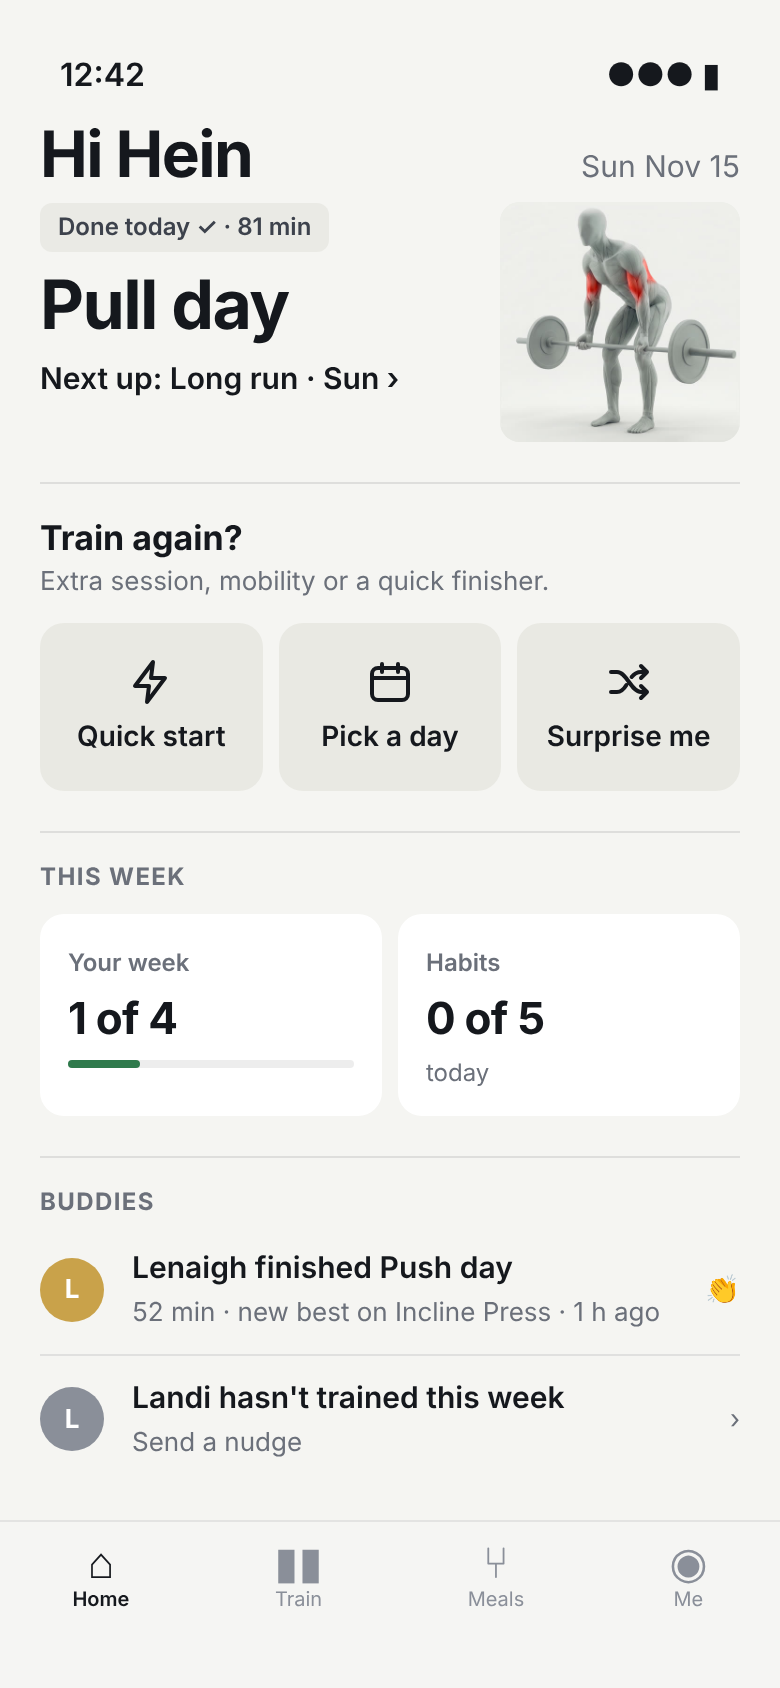 12:42
Hi Hein
Sun Nov 15
Done today ✓ · 81 min
Pull day
Next up: Long run · Sun ›
Train again?
Extra session, mobility or a quick finisher.
Quick start
Pick a day
Surprise me
THIS WEEK
Your week
1 of 4
Habits
0 of 5
today
BUDDIES
L
Lenaigh finished Push day
52 min · new best on Incline Press · 1 h ago
👏
L
Landi hasn't trained this week
Send a nudge
›
Home
Train
Meals
Me